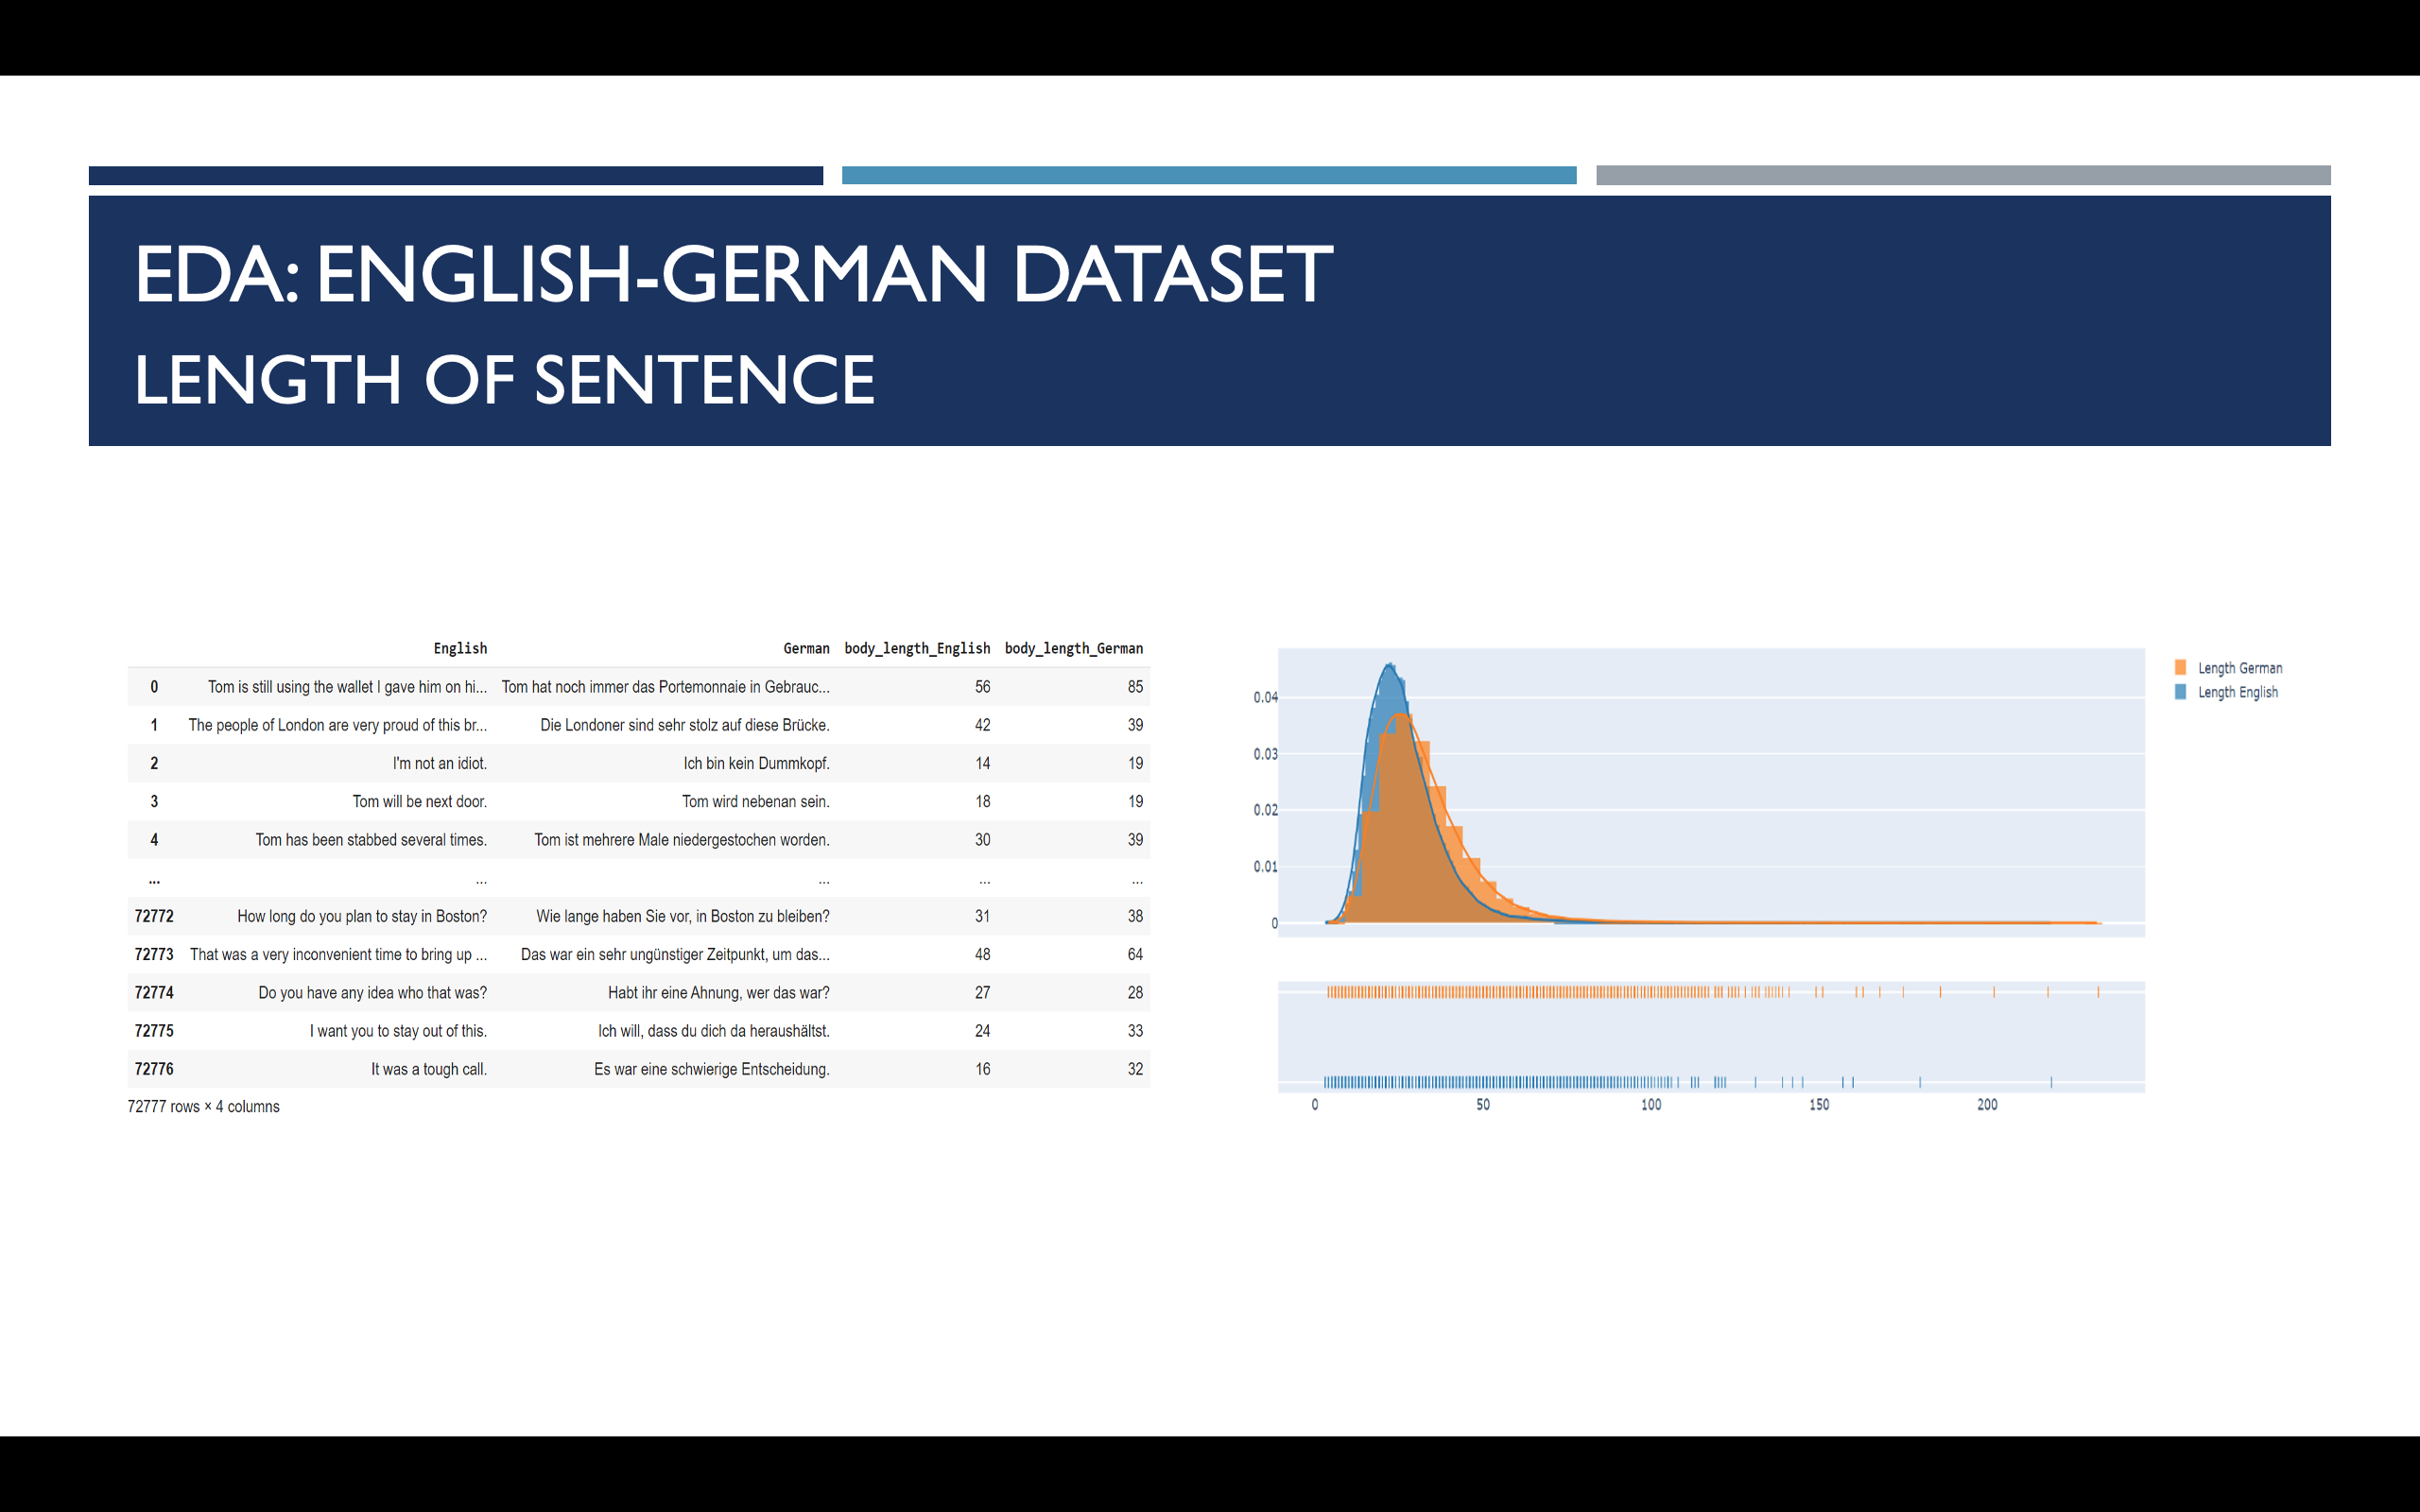 EDA: ENGLISH-GERMAN DATASET
LENGTH OF SENTENCE
English German body_length_English body_length_German
0 Tom is still using the wallet I gave him on hi... Tom hat noch immer das Portemonnaie in Gebrauc... 56 85
1 The people of London are very proud of this br... Die Londoner sind sehr stolz auf diese Brücke. 42 39
2 I'm not an idiot. Ich bin kein Dummkopf. 14 19
3 Tom will be next door. Tom wird nebenan sein. 18 19
4 Tom has been stabbed several times. Tom ist mehrere Male niedergestochen worden. 30 39
... ... ... ... ...
72772 How long do you plan to stay in Boston? Wie lange haben Sie vor, in Boston zu bleiben? 31 38
72773 That was a very inconvenient time to bring up ... Das war ein sehr ungünstiger Zeitpunkt, um das... 48 64
72774 Do you have any idea who that was? Habt ihr eine Ahnung, wer das war? 27 28
72775 I want you to stay out of this. Ich will, dass du dich da heraushältst. 24 33
72776 It was a tough call. Es war eine schwierige Entscheidung. 16 32
72777 rows × 4 columns
0.04
0.03
0.02
0.01
0
0 50 100 150 200
Length German
Length English